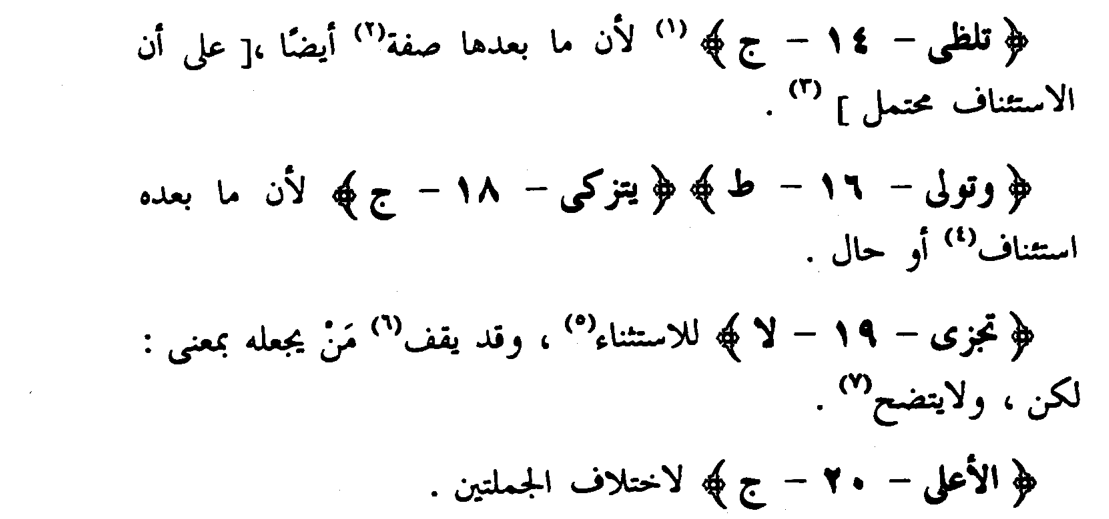 ﴿ تلظى – ١٤ – ج ﴾ (١) لأن ما بعدها صفة(٢) أيضًا ،[ على أن
الاستئناف محتمل ] (٣) .
﴿ وتولى – ١٦ – ط ﴾ ﴿ يتزكى – ١٨ – ج ﴾ لأن ما بعده
استئناف(٤) أو حال .
﴿ تجزى – ١٩ – لا ﴾ للاستثناء(٥) ، وقد يقف(٦) مَنْ يجعله بمعنى :
لكن ، ولايتضح(٧) .
﴿ الأعلى – ٢٠ – ج ﴾ لاختلاف الجملتين .